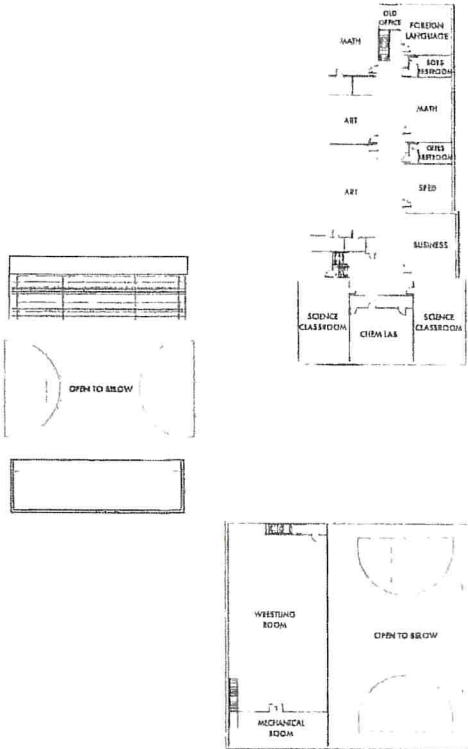 OLD
OFFICE
FOREIGN
LANGUAGE
MATH
BOYS
RESTROOM
MATH
ART
GIRLS
RESTROOM
ART
SPED
BUSINESS
SCIENCE
CLASSROOM
CHEM LAB
SCIENCE
CLASSROOM
OPEN TO BELOW
WRESTLING
ROOM
OPEN TO BELOW
MECHANICAL
ROOM